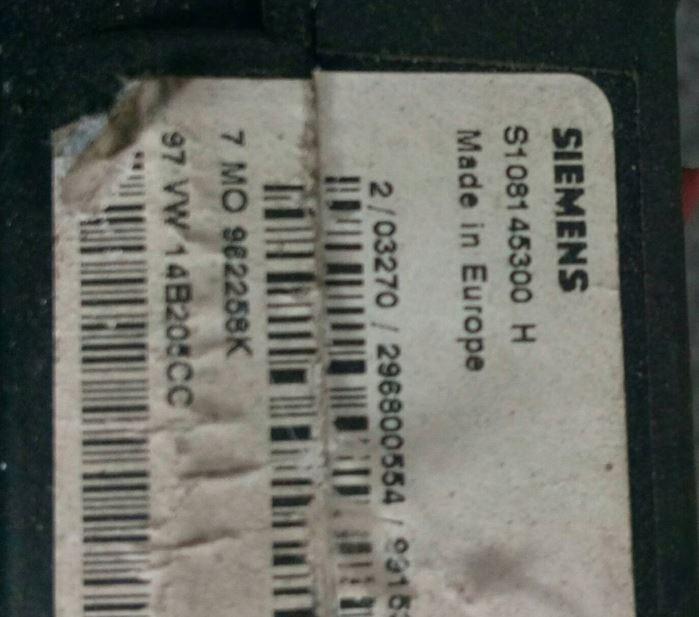 SIEMENS
S108145300 H
Made in Europe
2/03270 / 296800554 /
7 MO 962258K
97 VW 14B205CC